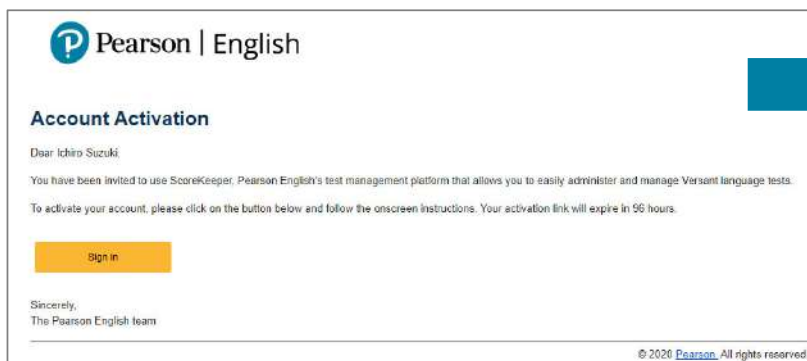 Pearson | English
Account Activation
Dear Ichiro Suzuki,
You have been invited to use ScoreKeeper, Pearson English's test management platform that allows you to easily administer and manage Versant language tests.
To activate your account, please click on the button below and follow the onscreen instructions. Your activation link will expire in 96 hours.
Sign in
Sincerely,
The Pearson English team
© 2020 Pearson. All rights reserved